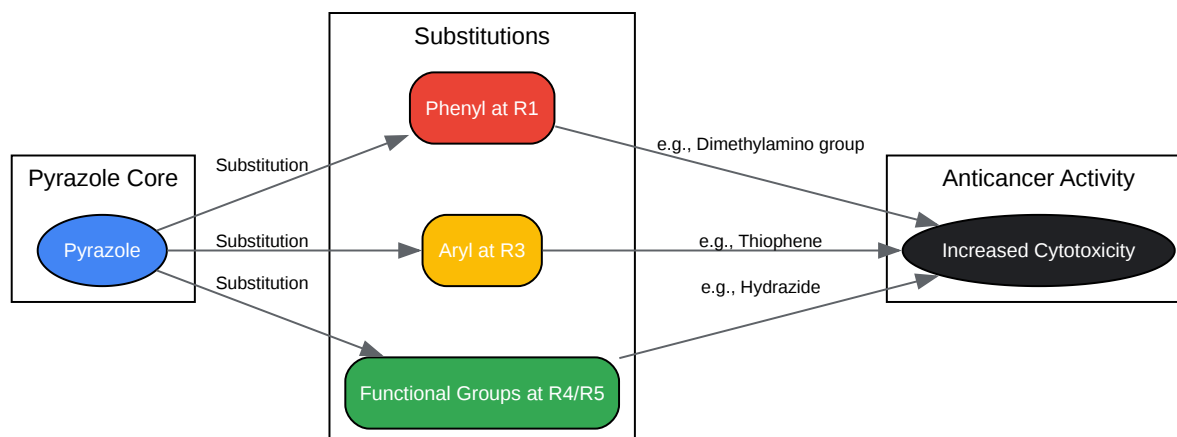 Substitutions
Phenyl at R1
e.g., Dimethylamino group
Substitution
Pyrazole Core
Anticancer Activity
Pyrazole
Substitution
Aryl at R3
e.g., Thiophene
Increased Cytotoxicity
Substitution
e.g., Hydrazide
Functional Groups at R4/R5